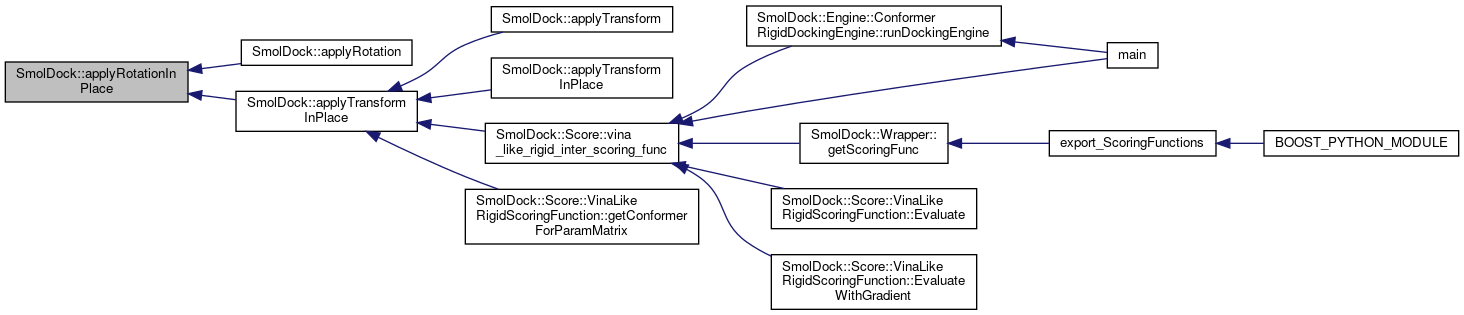 SmolDock::applyRotationIn
Place
SmolDock::applyRotation
SmolDock::applyTransform
InPlace
SmolDock::applyTransform
SmolDock::applyTransform
InPlace
SmolDock::Score::vina
_like_rigid_inter_scoring_func
SmolDock::Score::VinaLike
RigidScoringFunction::getConformer
ForParamMatrix
SmolDock::Engine::Conformer
RigidDockingEngine::runDockingEngine
main
SmolDock::Wrapper::
getScoringFunc
export_ScoringFunctions
BOOST_PYTHON_MODULE
SmolDock::Score::VinaLike
RigidScoringFunction::Evaluate
SmolDock::Score::VinaLike
RigidScoringFunction::Evaluate
WithGradient